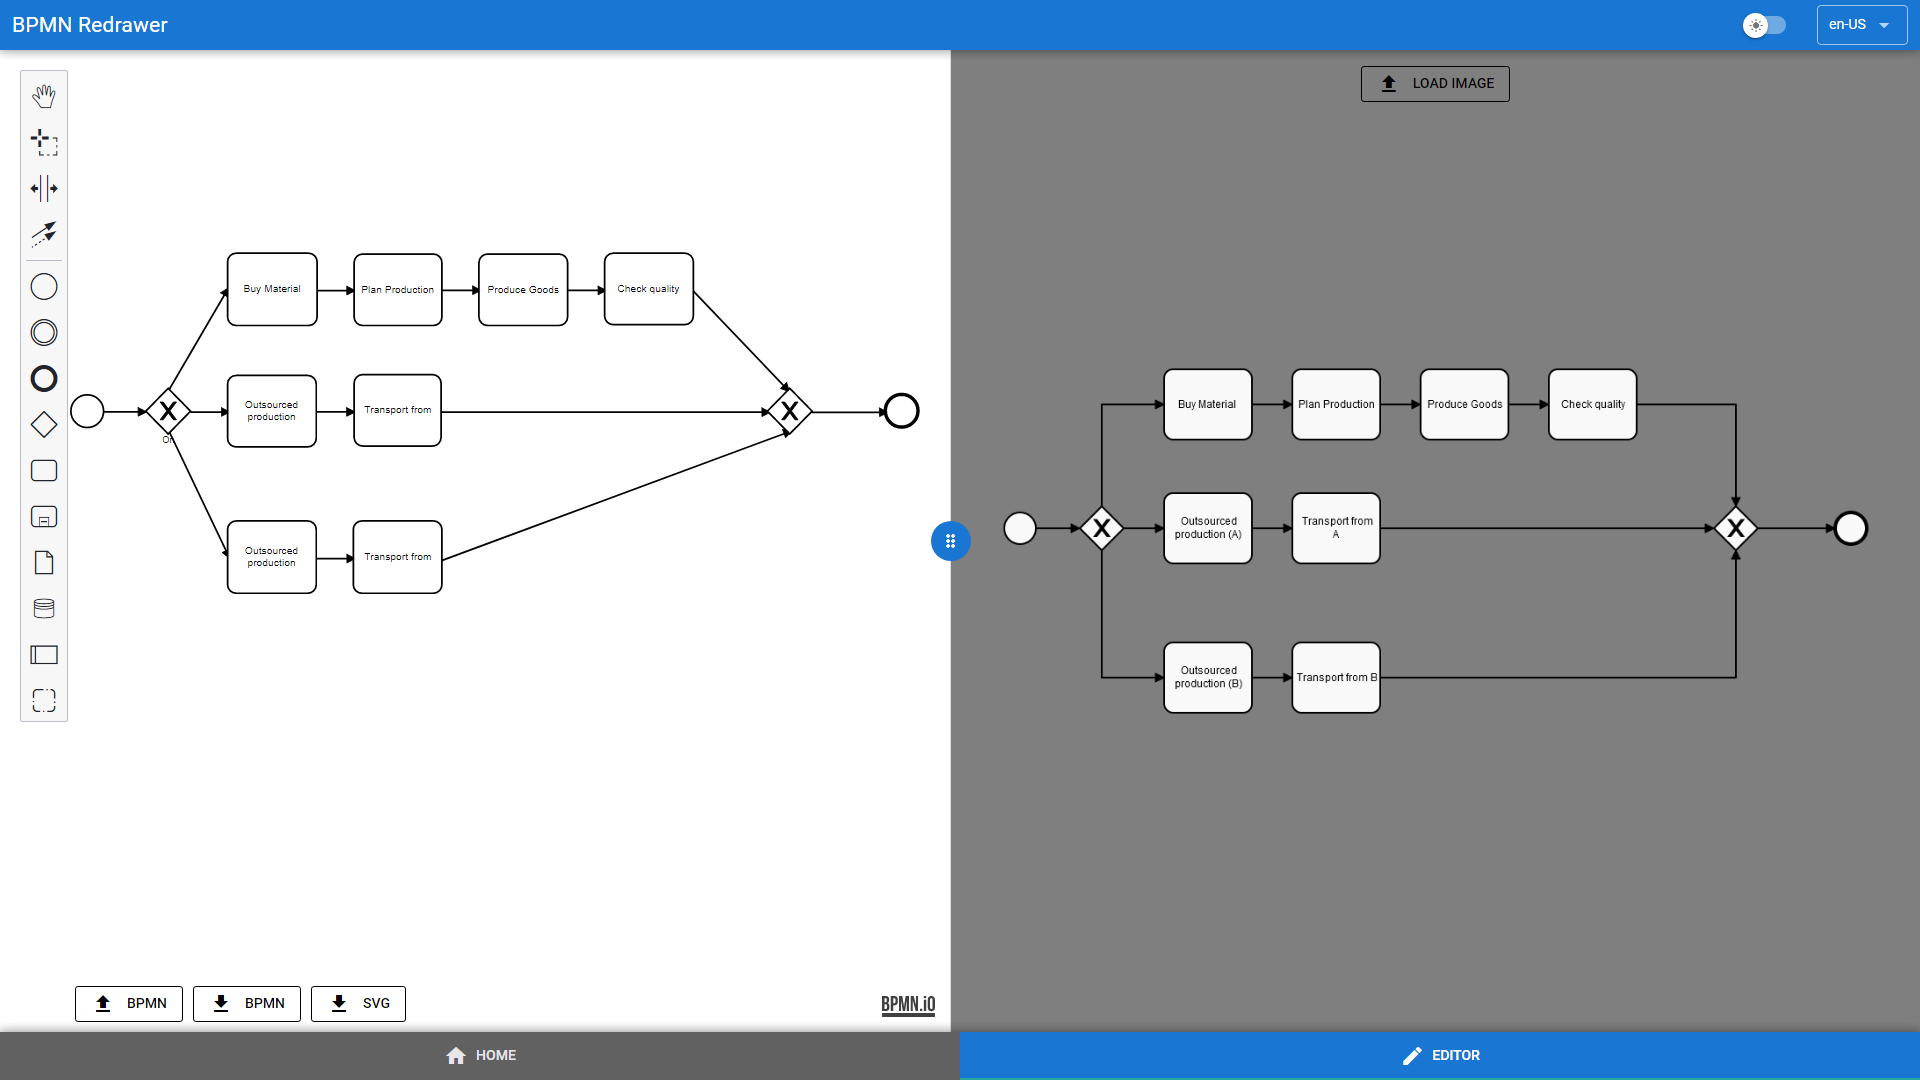 BPMN Redrawer
en-US
LOAD IMAGE
Buy Material
Plan Production
Produce Goods
Check quality
X
Outsourced
production
Transport from
X
Or
Outsourced
production
Transport from
Buy Material
Plan Production
Produce Goods
Check quality
X
Outsourced
production (A)
Transport from
A
X
Outsourced
production (B)
Transport from B
BPMN
BPMN
SVG
BPMN.iO
HOME
EDITOR